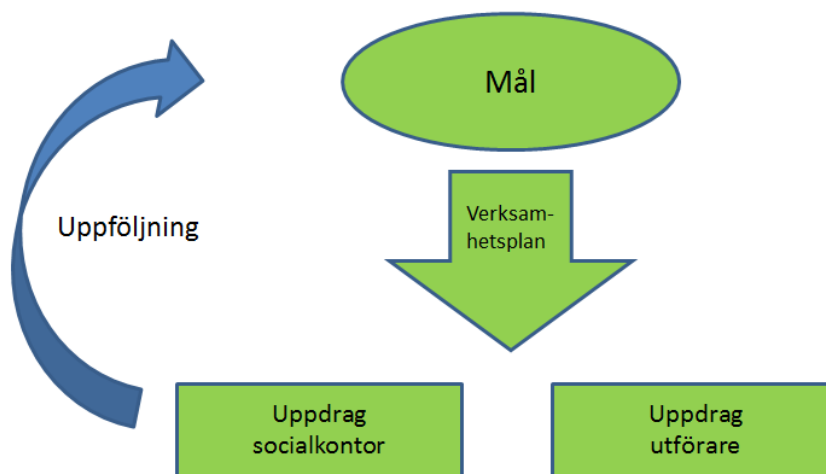 Mål
Verksam-
hetsplan
Uppföljning
Uppdrag
socialkontor
Uppdrag
utförare